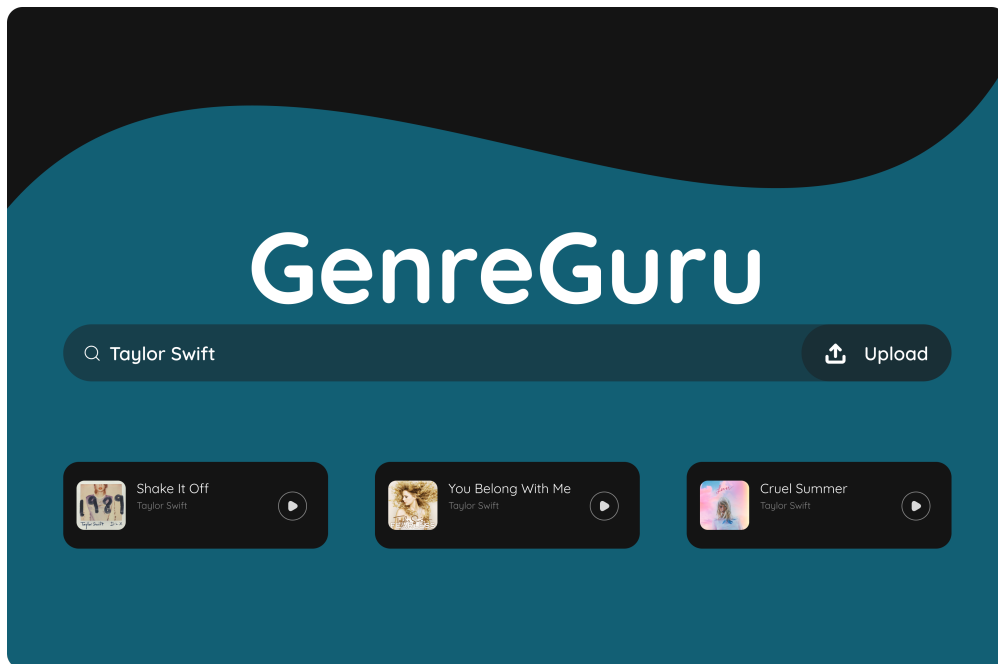 GenreGuru
Taylor Swift
Upload
1989
Shake It Off
Taylor Swift
You Belong With Me
Taylor Swift
Cruel Summer
Taylor Swift